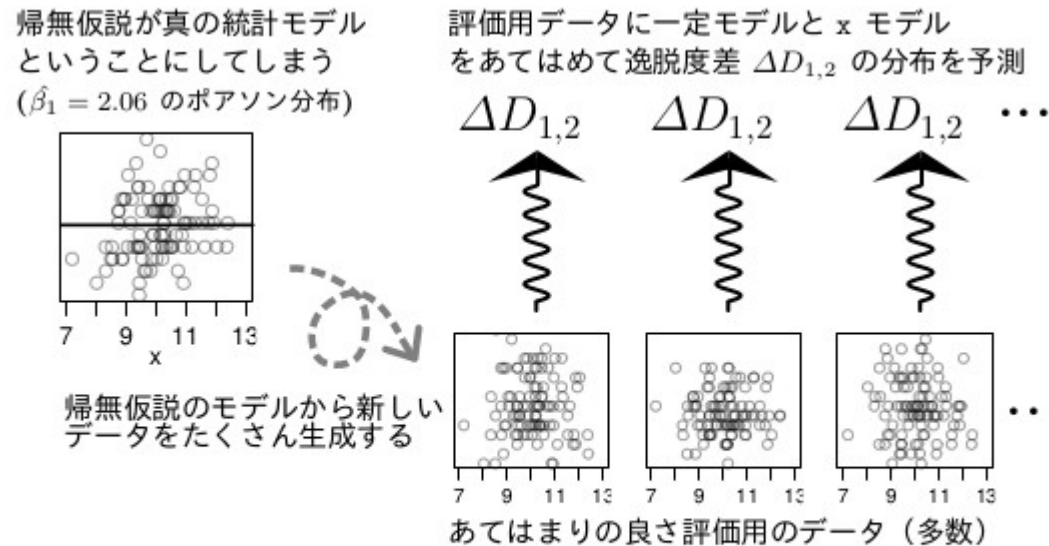 帰無仮説が真の統計モデル
ということにしてしまう
(β̂₁ = 2.06 のポアソン分布)
7 9 11 13
x
帰無仮説のモデルから新しい
データをたくさん生成する
評価用データに一定モデルと x モデル
をあてはめて逸脱度差 ΔD₁,₂ の分布を予測
ΔD₁,₂ ΔD₁,₂ ΔD₁,₂ ・・・
・・
7 9 11 13 7 9 11 13 7 9 11 13
あてはまりの良さ評価用のデータ（多数）